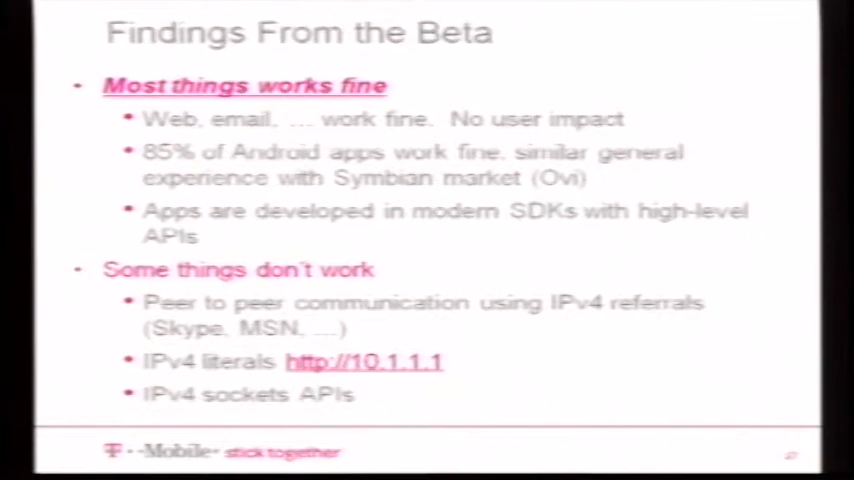 Findings From the Beta
• Most things works fine
• Web, email, ... work fine. No user impact
• 85% of Android apps work fine, similar general
experience with Symbian market (Ovi)
• Apps are developed in modern SDKs with high-level
APIs
• Some things don't work
• Peer to peer communication using IPv4 referrals
(Skype, MSN, ...)
• IPv4 literals http://10.1.1.1
• IPv4 sockets APIs
T··Mobile· stick together